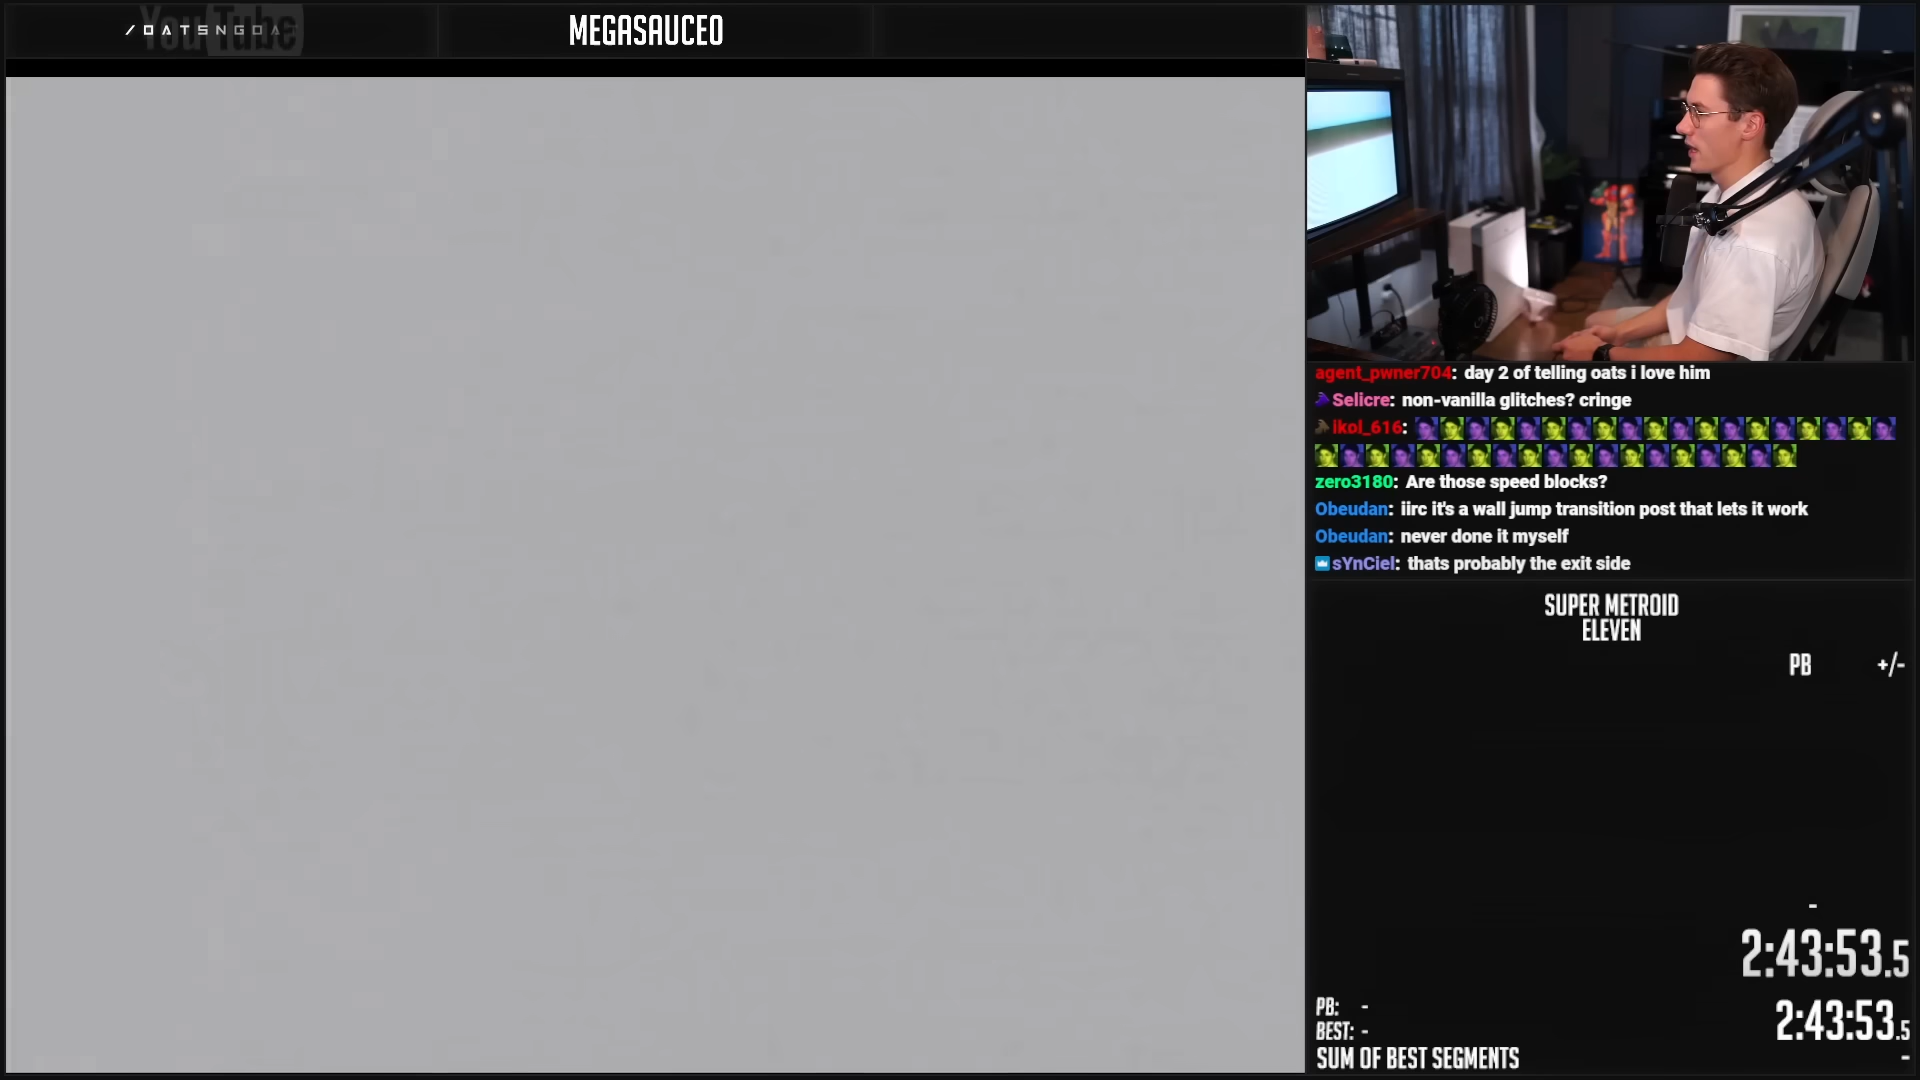 YouTube
/OATSNGOA
MEGASAUCEO
agent_pwner704: day 2 of telling oats i love him
Selicre: non-vanilla glitches? cringe
ikol_616:
zero3180: Are those speed blocks?
Obeudan: iirc it's a wall jump transition post that lets it work
Obeudan: never done it myself
sYnCiel: thats probably the exit side
SUPER METROID
ELEVEN
PB +/-
-
2:43:53.5
PB: -
2:43:53.5
BEST: -
SUM OF BEST SEGMENTS -